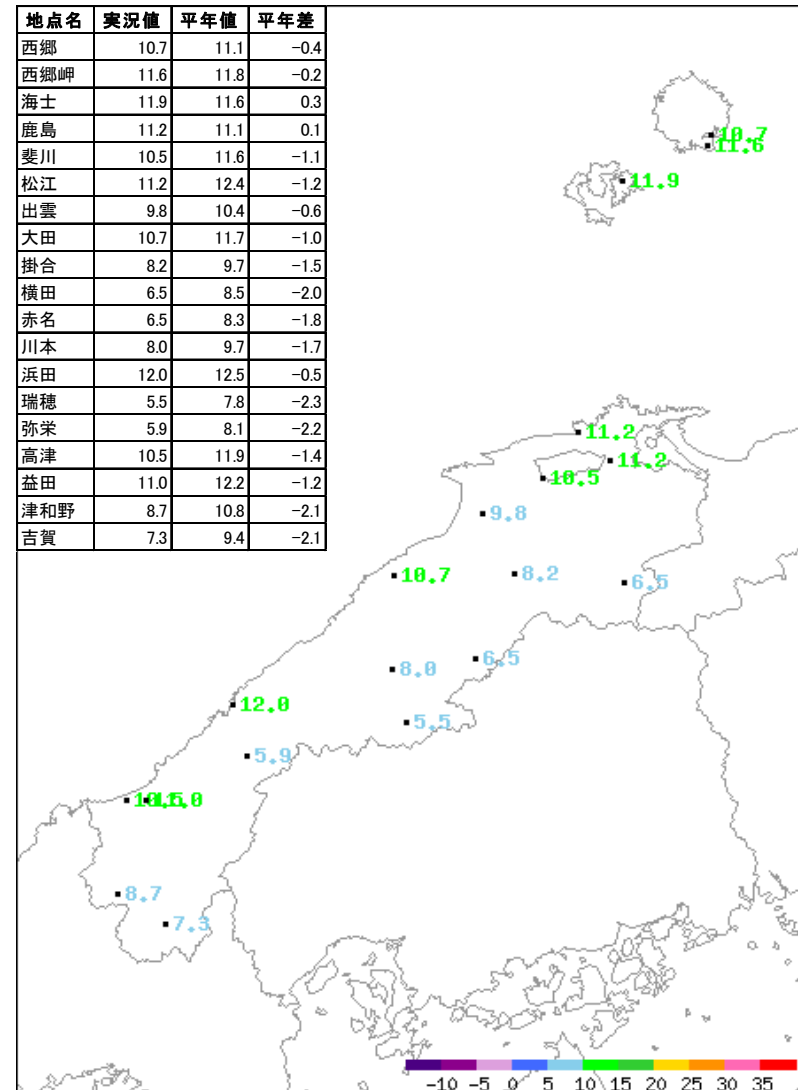 地点名 実況値 平年値 平年差
西郷 10.7 11.1 −0.4
西郷岬 11.6 11.8 −0.2
海士 11.9 11.6 0.3
鹿島 11.2 11.1 0.1
斐川 10.5 11.6 −1.1
松江 11.2 12.4 −1.2
出雲 9.8 10.4 −0.6
大田 10.7 11.7 −1.0
掛合 8.2 9.7 −1.5
横田 6.5 8.5 −2.0
赤名 6.5 8.3 −1.8
川本 8.0 9.7 −1.7
浜田 12.0 12.5 −0.5
瑞穂 5.5 7.8 −2.3
弥栄 5.9 8.1 −2.2
高津 10.5 11.9 −1.4
益田 11.0 12.2 −1.2
津和野 8.7 10.8 −2.1
吉賀 7.3 9.4 −2.1
10.7
11.6
11.9
11.2
11.2
10.5
9.8
10.7
8.2
6.5
6.5
8.0
12.0
5.5
5.9
10.5 11.0
8.7
7.3
−10 −5 0 5 10 15 20 25 30 35